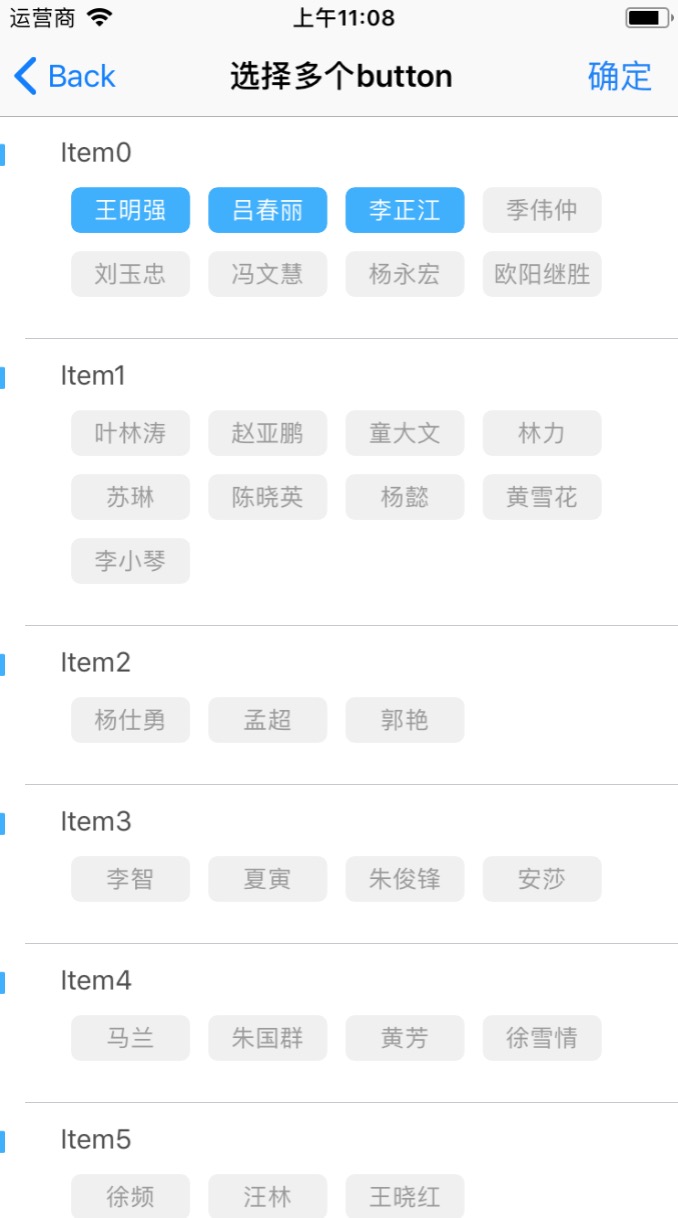 运营商 上午11:08
Back 选择多个button 确定
Item0
王明强 吕春丽 李正江 季伟仲
刘玉忠 冯文慧 杨永宏 欧阳继胜
Item1
叶林涛 赵亚鹏 童大文 林力
苏琳 陈晓英 杨懿 黄雪花
李小琴
Item2
杨仕勇 孟超 郭艳
Item3
李智 夏寅 朱俊锋 安莎
Item4
马兰 朱国群 黄芳 徐雪情
Item5
徐频 汪林 王晓红